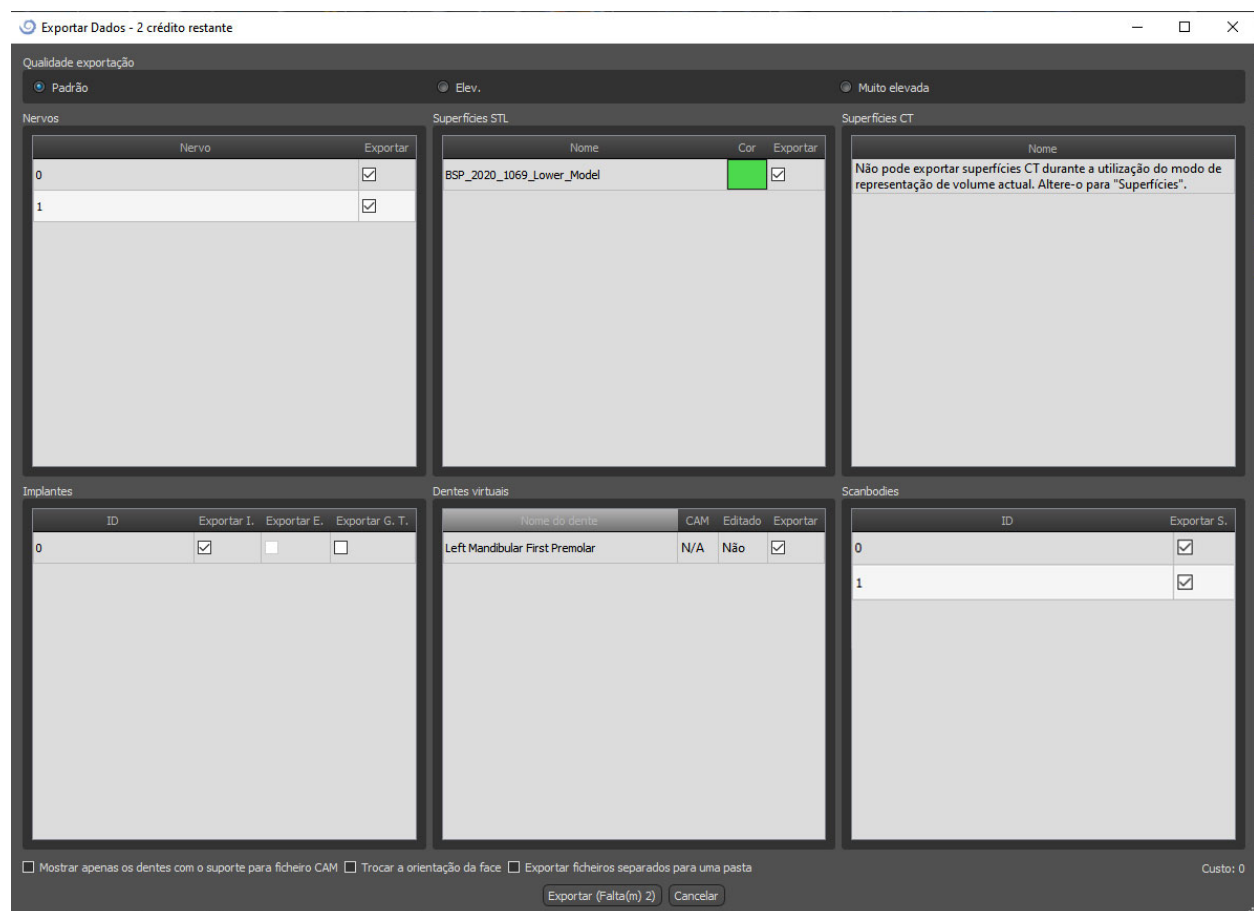 Exportar Dados - 2 crédito restante
Qualidade exportação
Padrão
Elev.
Muito elevada
Nervos
Superfícies STL
Superfícies CT
Nervo Exportar
0
1
Nome Cor Exportar
BSP_2020_1069_Lower_Model
Nome
Não pode exportar superfícies CT durante a utilização do modo de
representação de volume actual. Altere-o para "Superfícies".
Implantes
Dentes virtuais
Scanbodies
ID Exportar I. Exportar E. Exportar G. T.
0
Nome do dente CAM Editado Exportar
Left Mandibular First Premolar N/A Não
ID Exportar S.
0
1
Mostrar apenas os dentes com o suporte para ficheiro CAM Trocar a orientação da face Exportar ficheiros separados para uma pasta
Custo: 0
Exportar (Falta(m) 2) Cancelar